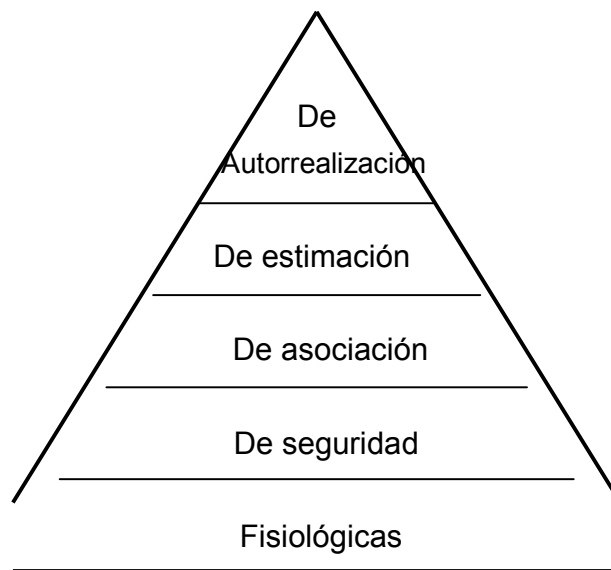 De
Autorrealización
De estimación
De asociación
De seguridad
Fisiológicas